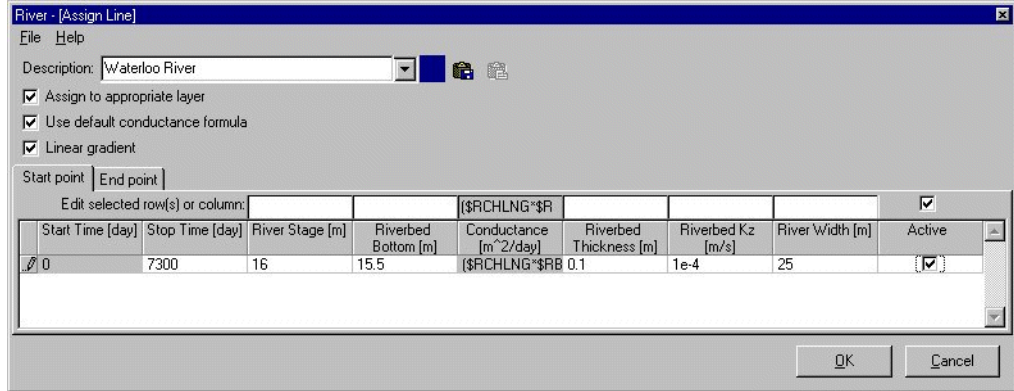 River - [Assign Line]
File Help
Description: Waterloo River
Assign to appropriate layer
Use default conductance formula
Linear gradient
Start point End point
Edit selected row(s) or column: ($RCHLNG*$R
Start Time [day] Stop Time [day] River Stage [m] Riverbed Bottom [m] Conductance [m^2/day] Riverbed Thickness [m] Riverbed Kz [m/s] River Width [m] Active
0 7300 16 15.5 ($RCHLNG*$RB 0.1 1e-4 25
OK Cancel